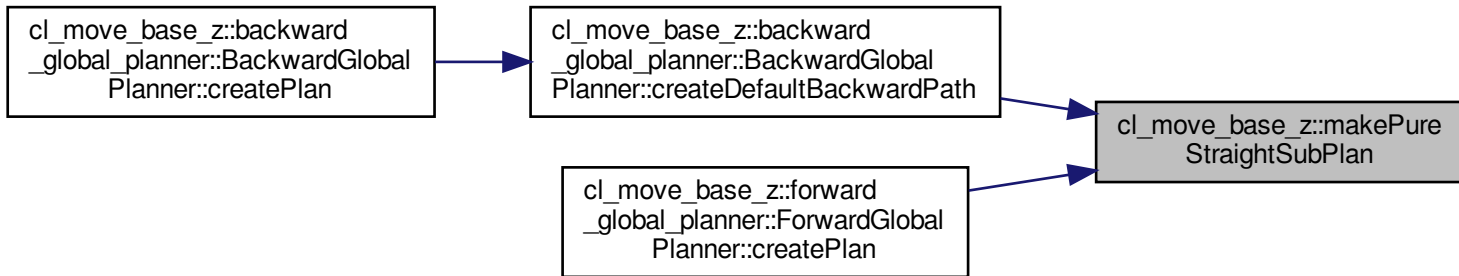 cl_move_base_z::backward
_global_planner::BackwardGlobal
Planner::createPlan
cl_move_base_z::backward
_global_planner::BackwardGlobal
Planner::createDefaultBackwardPath
cl_move_base_z::makePure
StraightSubPlan
cl_move_base_z::forward
_global_planner::ForwardGlobal
Planner::createPlan